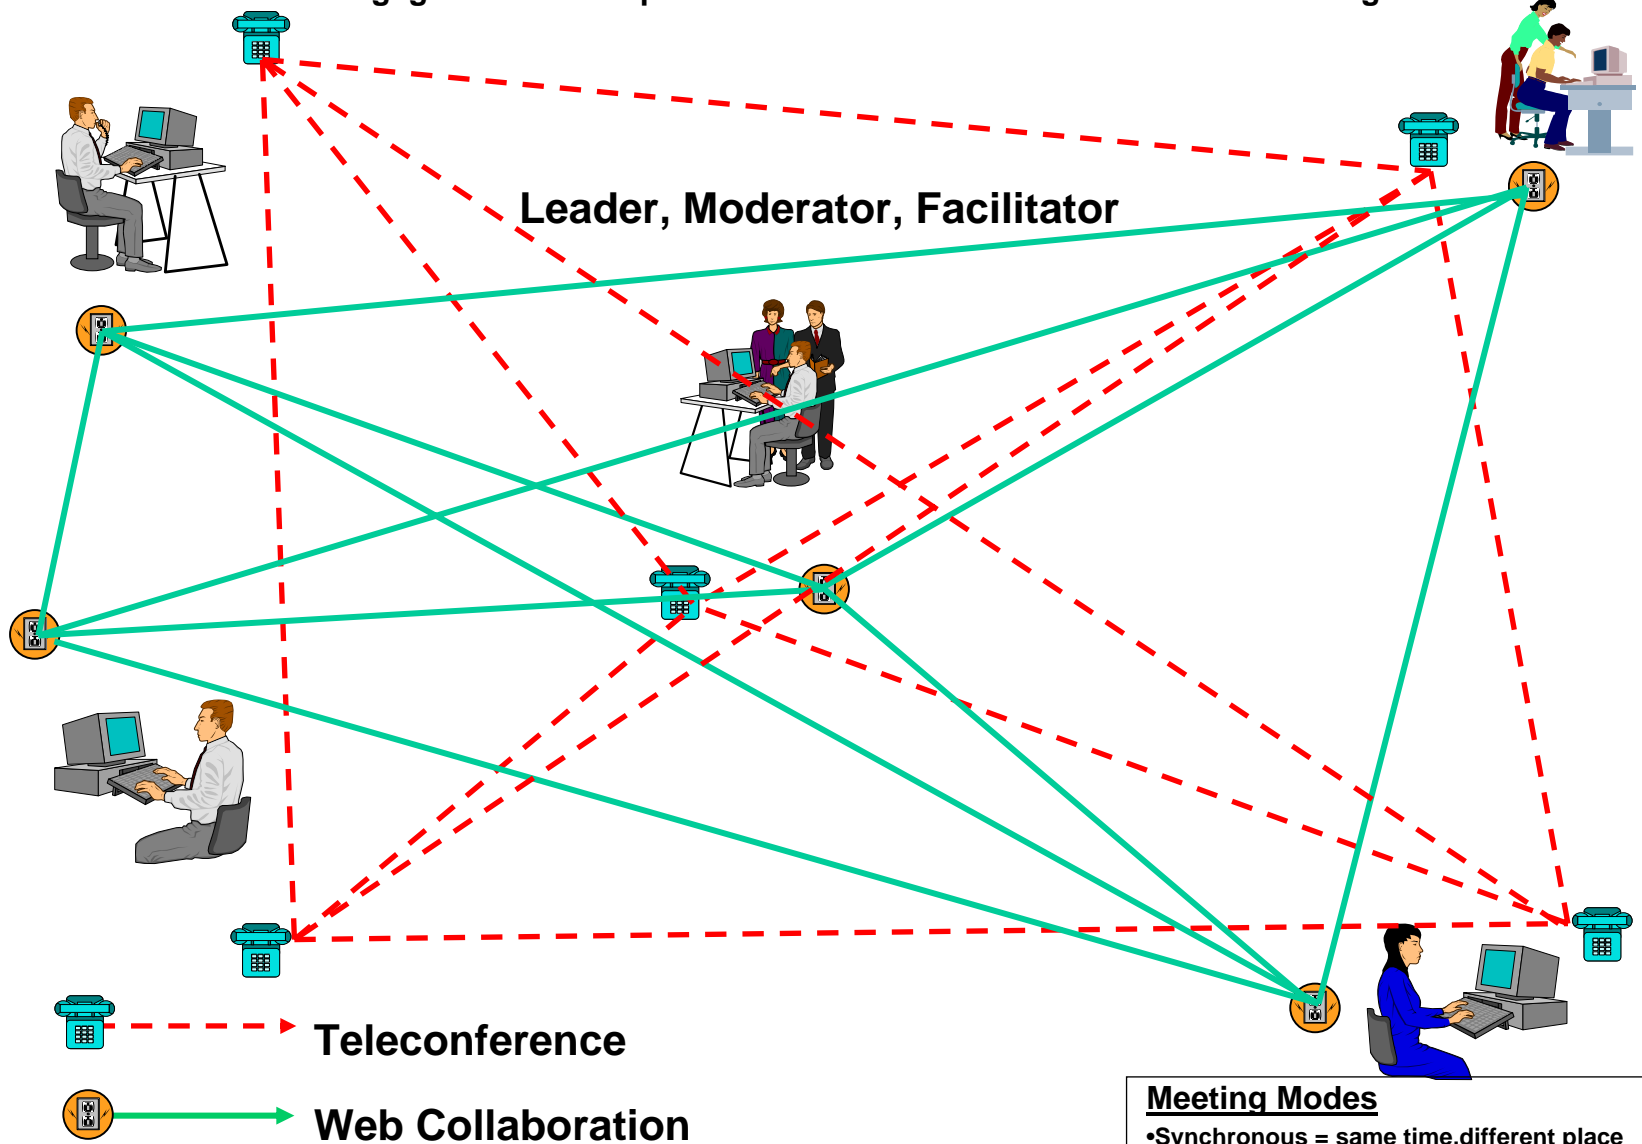 Leader, Moderator, Facilitator
Teleconference
Web Collaboration
Meeting Modes
•Synchronous = same time,different place